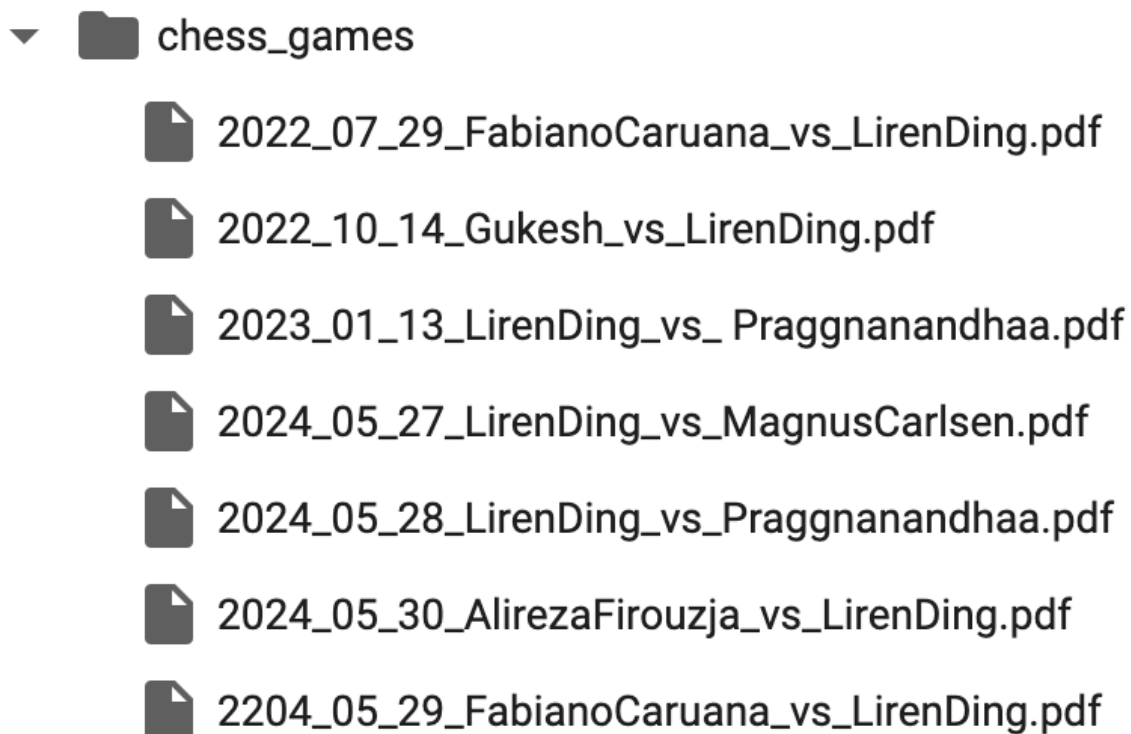 chess_games
2022_07_29_FabianoCaruana_vs_LirenDing.pdf
2022_10_14_Gukesh_vs_LirenDing.pdf
2023_01_13_LirenDing_vs_ Praggnanandhaa.pdf
2024_05_27_LirenDing_vs_MagnusCarlsen.pdf
2024_05_28_LirenDing_vs_Praggnanandhaa.pdf
2024_05_30_AlirezaFirouzja_vs_LirenDing.pdf
2204_05_29_FabianoCaruana_vs_LirenDing.pdf